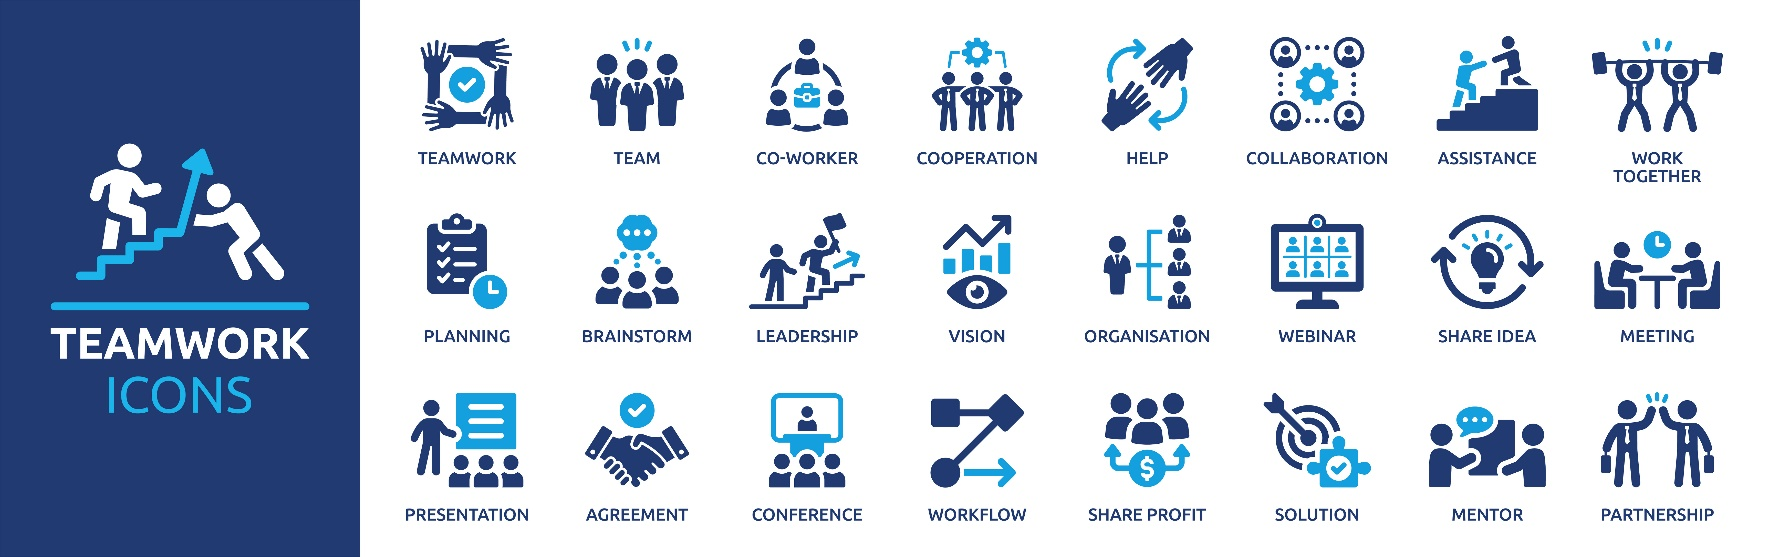 TEAMWORK
ICONS
TEAMWORK
TEAM
CO-WORKER
COOPERATION
HELP
COLLABORATION
ASSISTANCE
WORK
TOGETHER
PLANNING
BRAINSTORM
LEADERSHIP
VISION
ORGANISATION
WEBINAR
SHARE IDEA
MEETING
$
PRESENTATION
AGREEMENT
CONFERENCE
WORKFLOW
SHARE PROFIT
SOLUTION
MENTOR
PARTNERSHIP